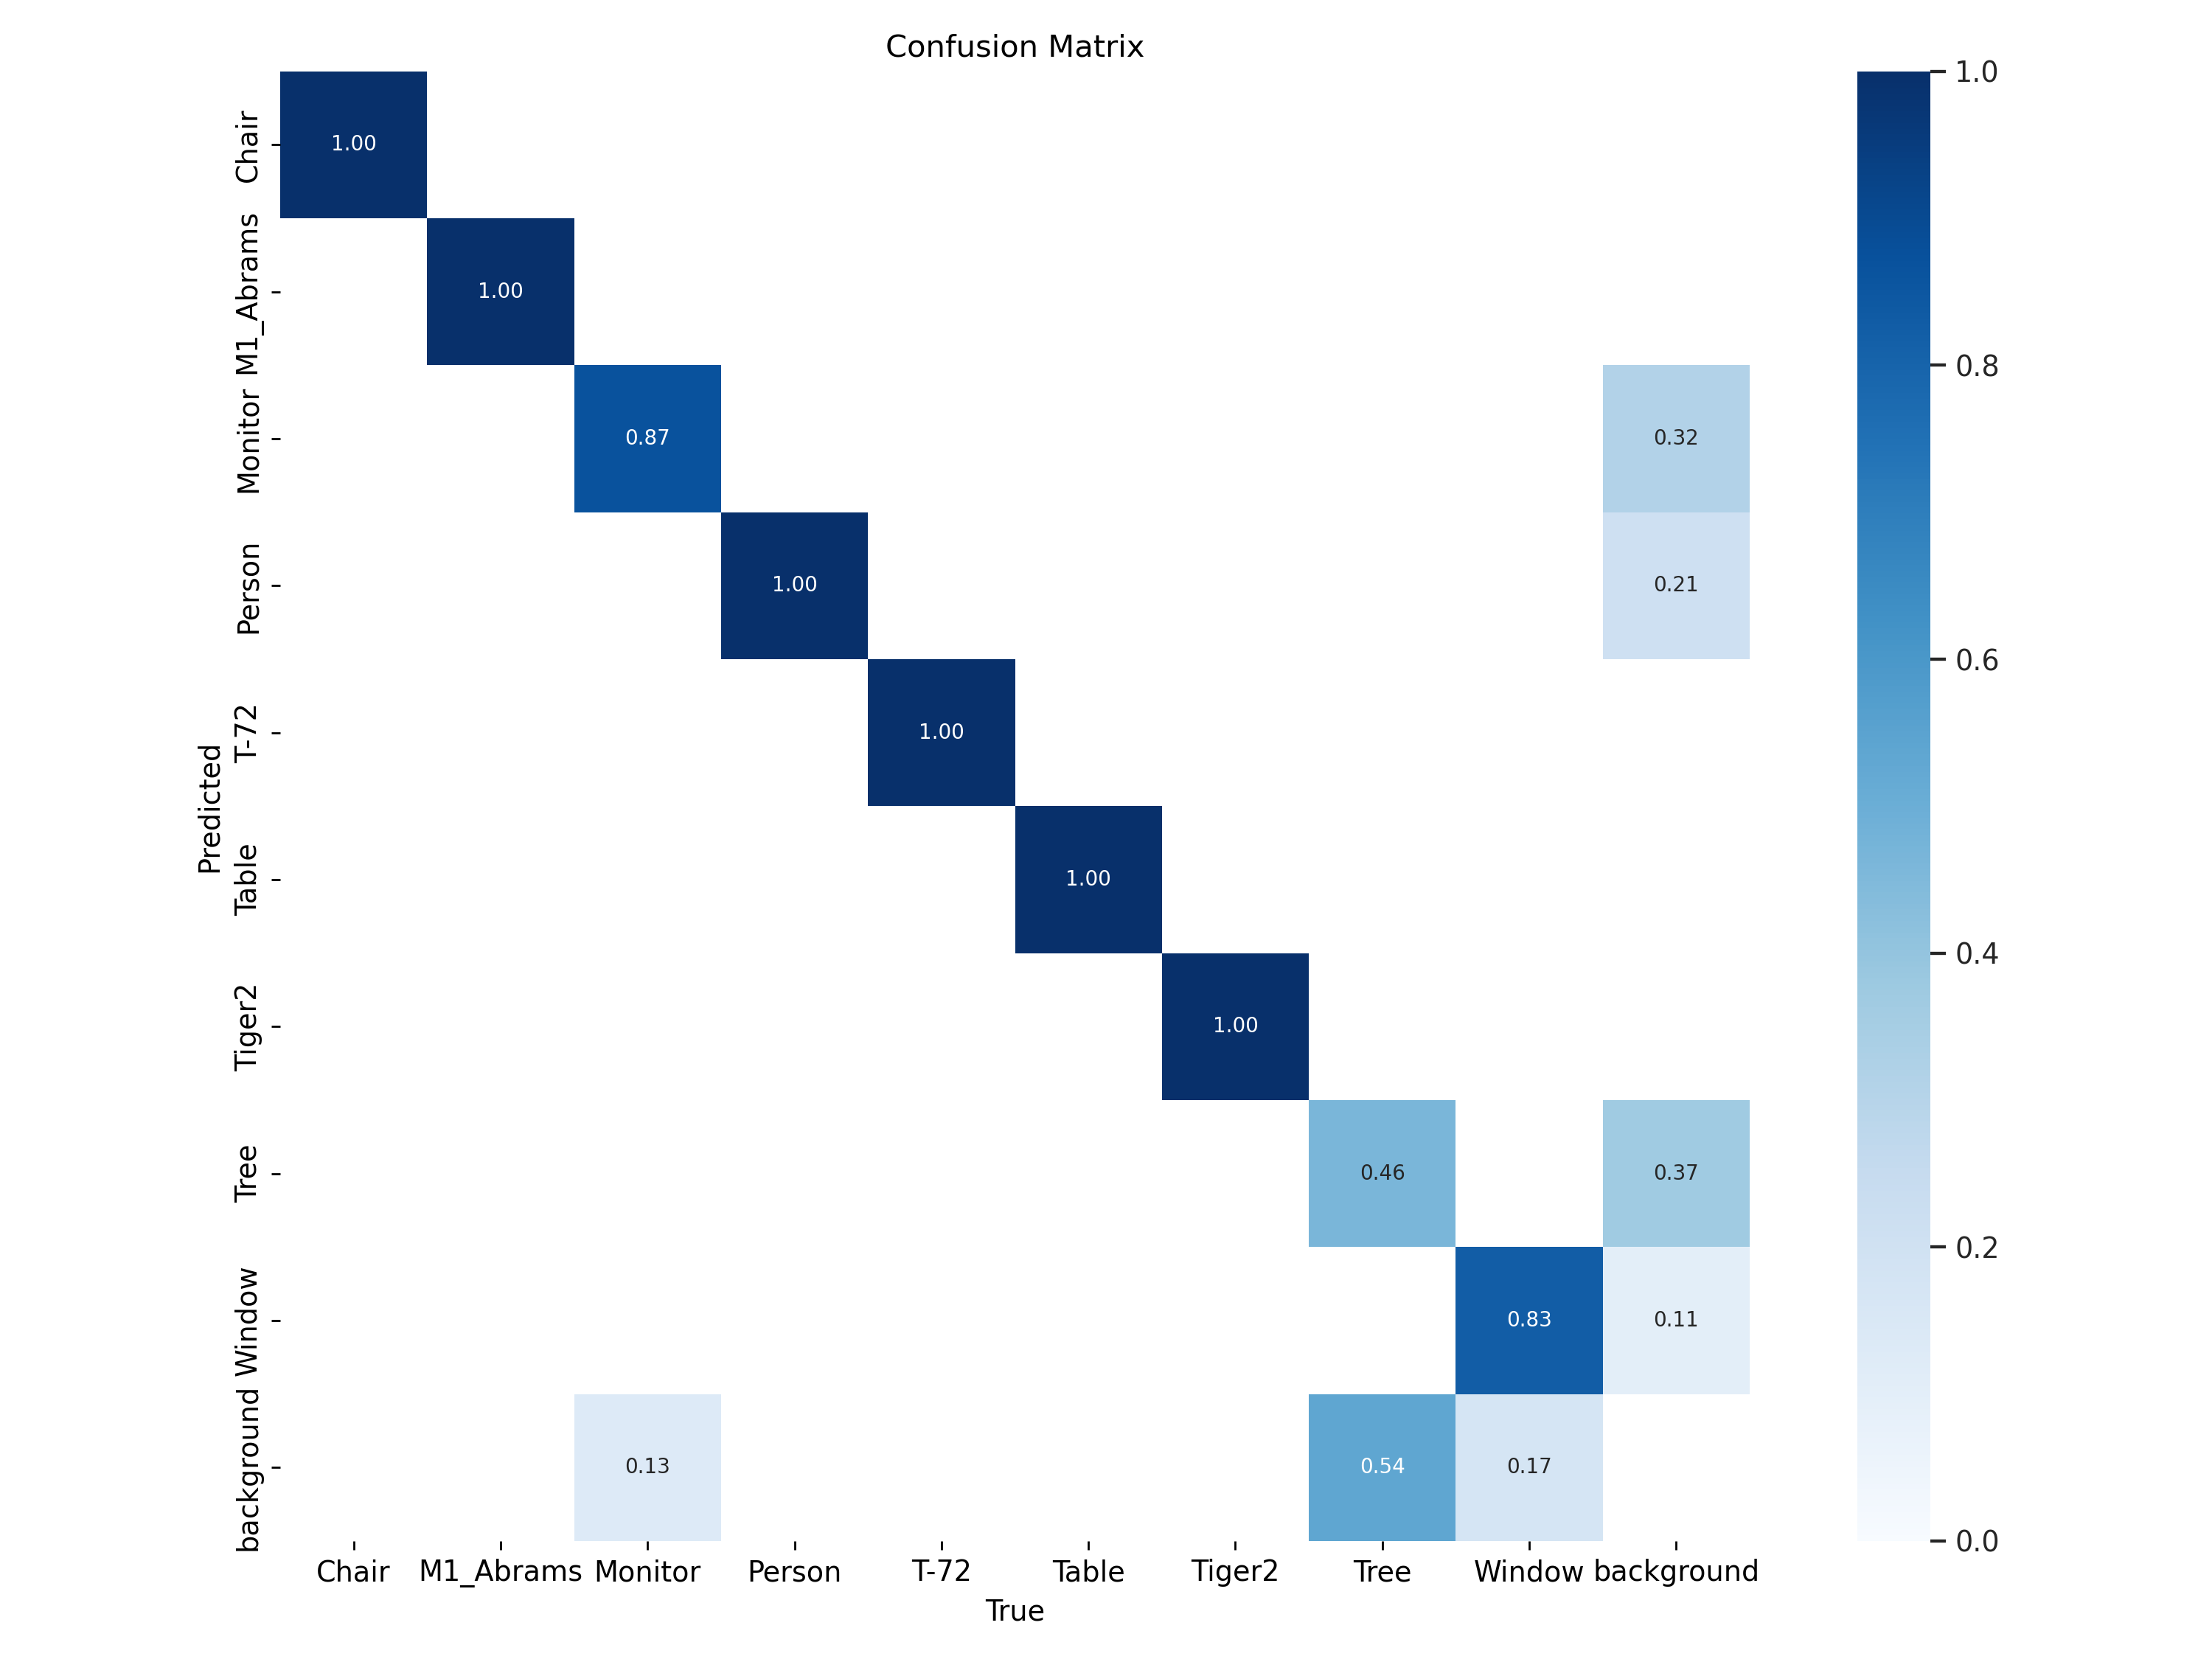 Confusion Matrix
Chair
M1_Abrams
Monitor
Person
T-72
Table
Tiger2
Tree
Window
background
Predicted
1.00
1.00
0.87 0.32
1.00 0.21
1.00
1.00
1.00
0.46 0.37
0.83 0.11
0.13 0.54 0.17
Chair M1_Abrams Monitor Person T-72 Table Tiger2 Tree Window background
True
1.0
0.8
0.6
0.4
0.2
0.0